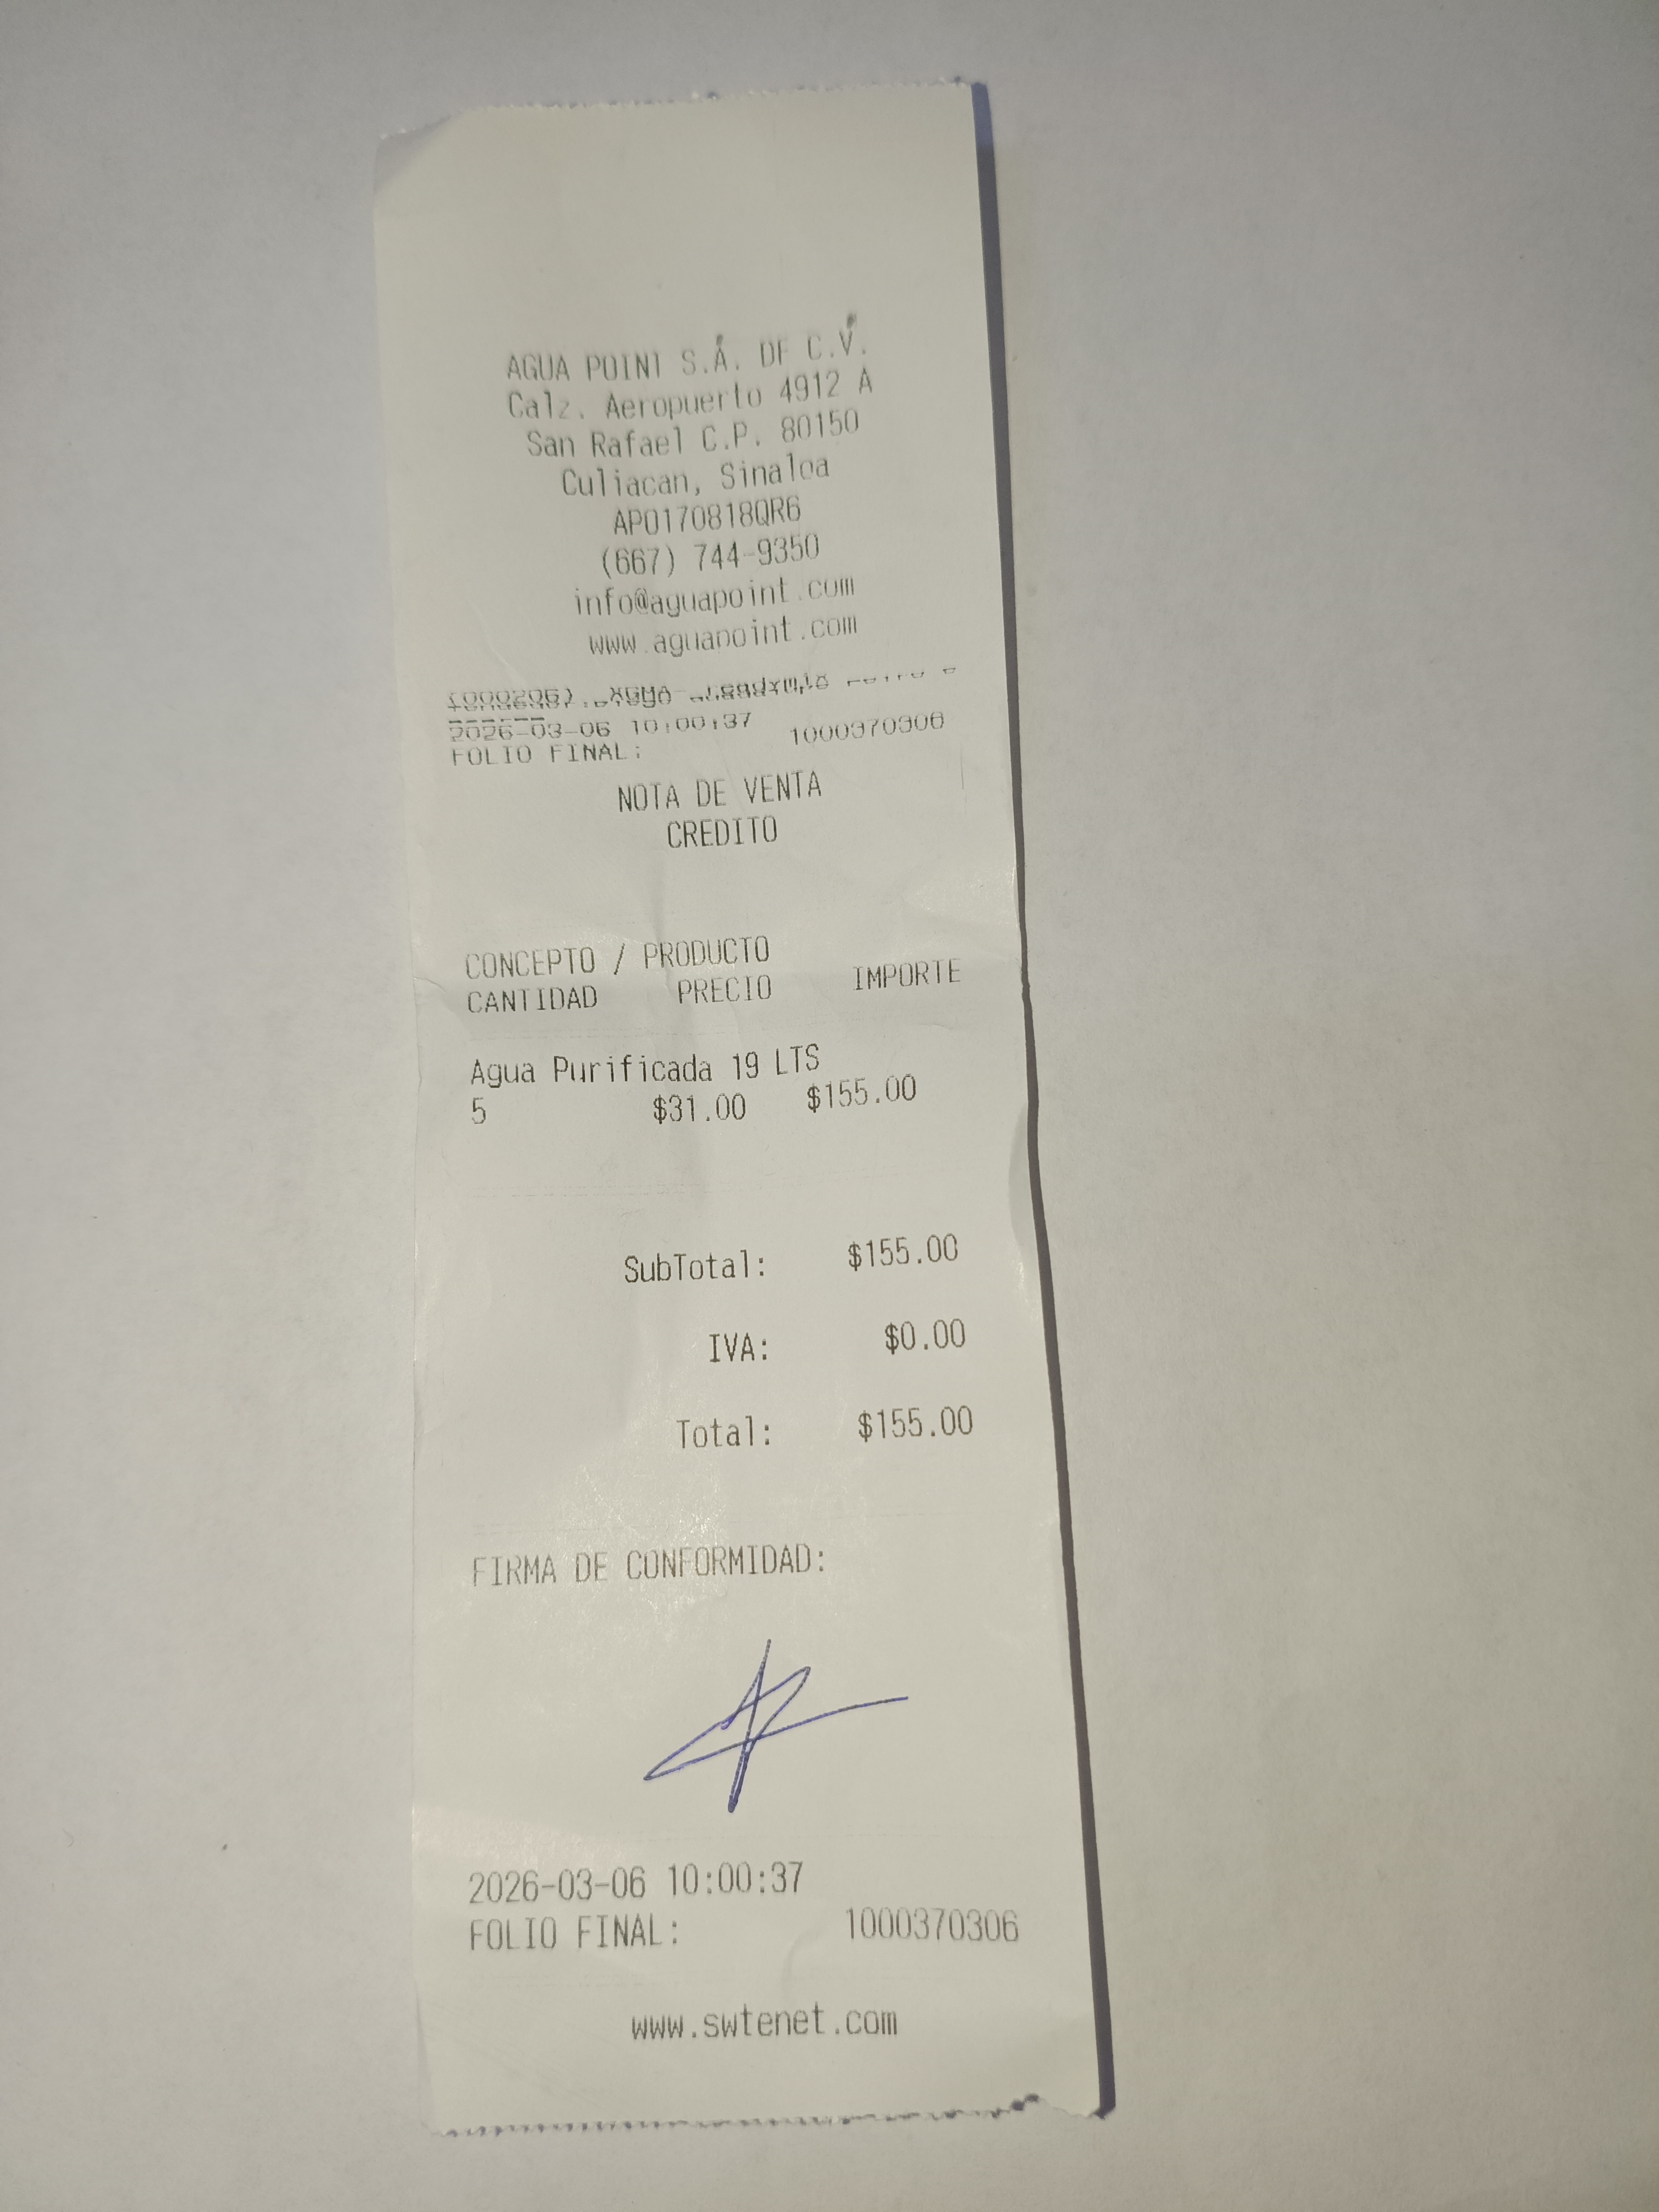 AGUA POINT S.A. DE C.V.
Calz. Aeropuerto 4912 A
San Rafael C.P. 80150
Culiacan, Sinaloa
APO170818QR6
(667) 744-9350
info@aguapoint.com
www.aguapoint.com
(000206)
2026-03-06 10:00:37
FOLIO FINAL: 1000370306
NOTA DE VENTA
CREDITO
CONCEPTO / PRODUCTO
CANTIDAD PRECIO IMPORTE
Agua Purificada 19 LTS
5 $31.00 $155.00
SubTotal: $155.00
IVA: $0.00
Total: $155.00
FIRMA DE CONFORMIDAD:
2026-03-06 10:00:37
FOLIO FINAL: 1000370306
www.swtenet.com